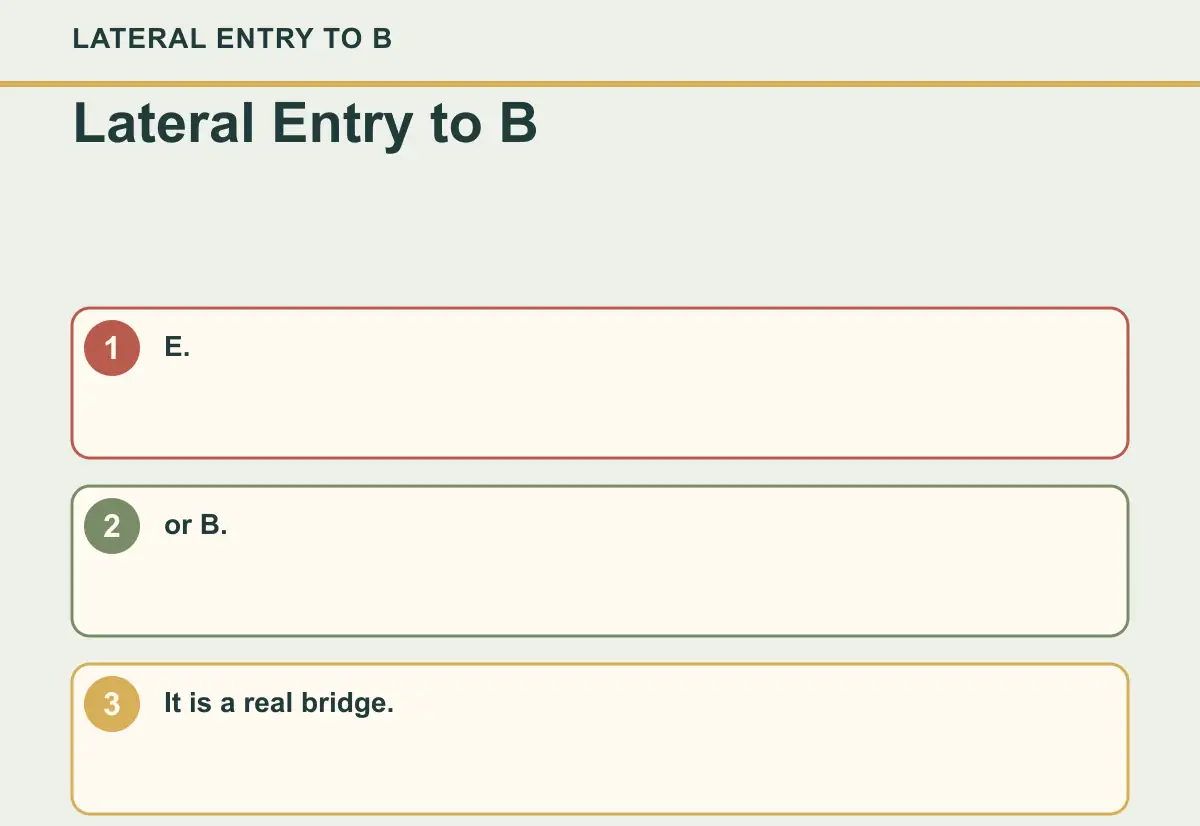 LATERAL ENTRY TO B
Lateral Entry to B
1 E.
2 or B.
3 It is a real bridge.